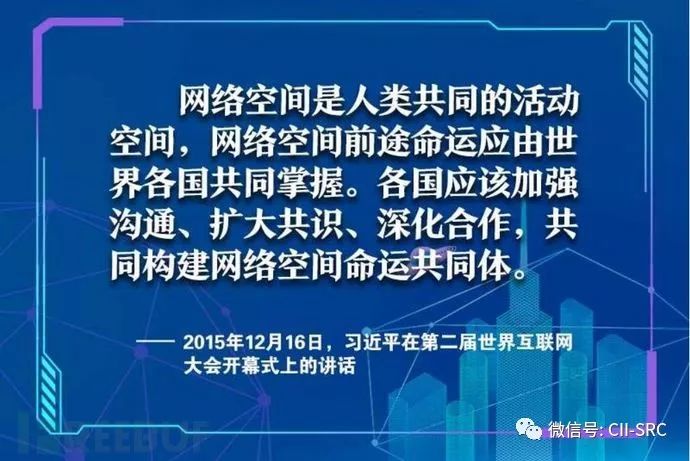 网络空间是人类共同的活动
空间，网络空间前途命运应由世
界各国共同掌握。各国应该加强
沟通、扩大共识、深化合作，共
同构建网络空间命运共同体。
—— 2015年12月16日，习近平在第二届世界互联网
大会开幕式上的讲话
REEBUF
微信号: CII-SRC